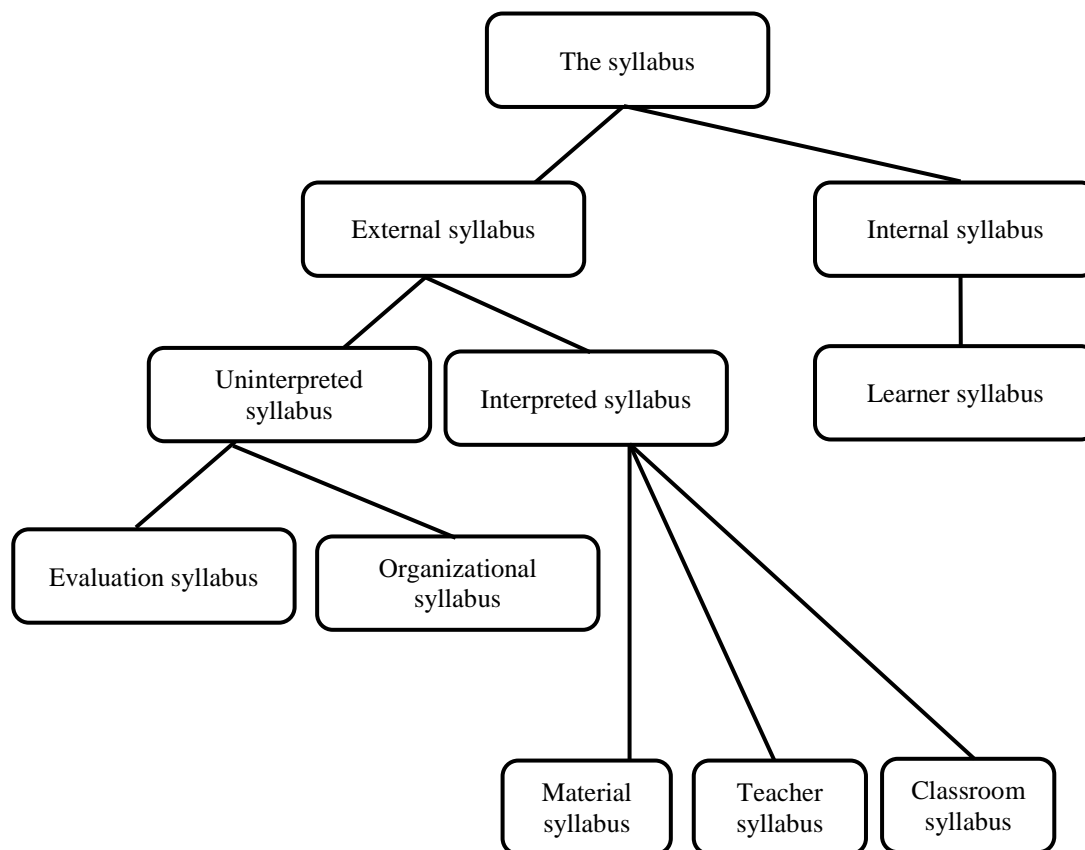 The syllabus
External syllabus
Internal syllabus
Uninterpreted
syllabus
Interpreted syllabus
Learner syllabus
Evaluation syllabus
Organizational
syllabus
Material
syllabus
Teacher
syllabus
Classroom
syllabus